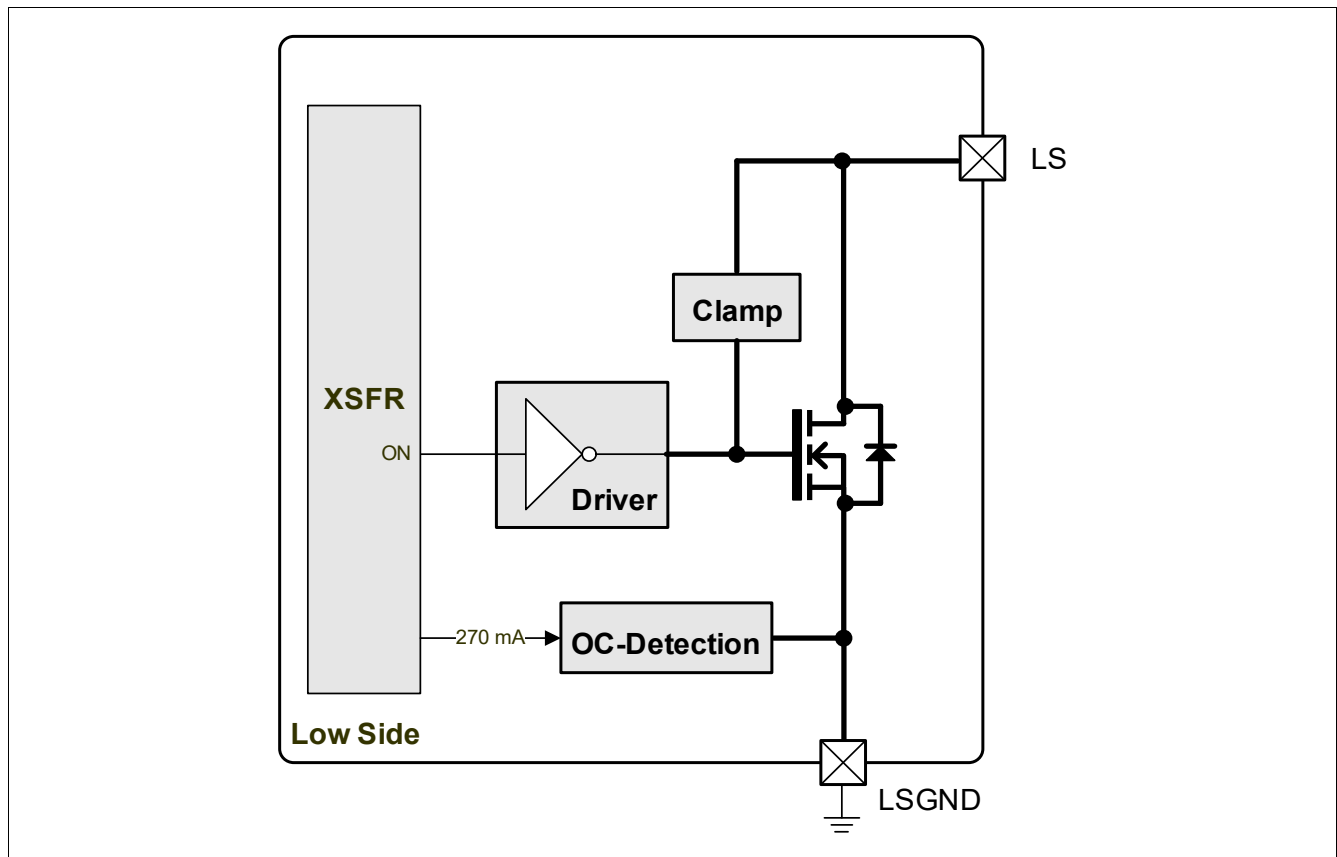 LS
Clamp
XSFR
ON
Driver
270 mA
OC-Detection
Low Side
LSGND